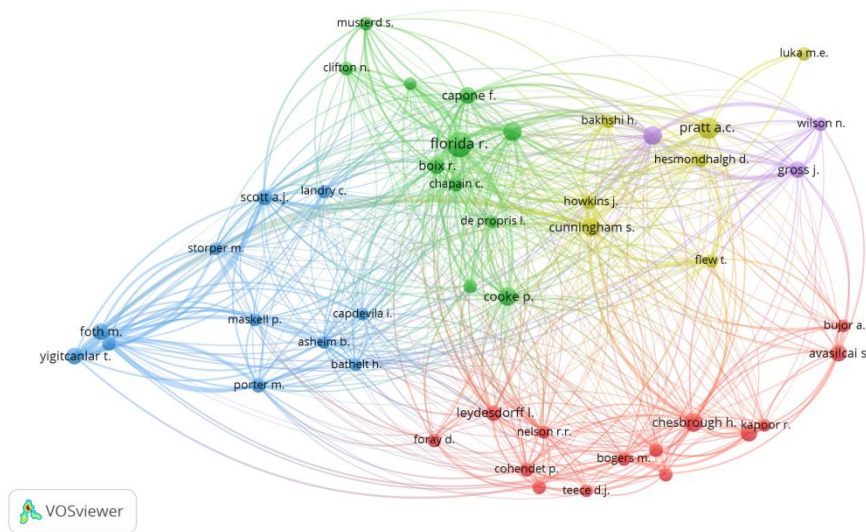 musterd s.
luka m.e.
clifton n.
capone f.
bakhshi h.
pratt a.c.
wilson n.
florida r.
boix r.
hesmondhalgh d.
gross j.
chapain c.
landry c.
scott a.j.
howkins j.
de propris l.
cunningham s.
storper m.
flew t.
cooke p.
capdevila i.
maskell p.
bujor a.
foth m.
asheim b.
avasilcai s
yigitcanlar t.
bathelt h.
porter m.
leydesdorff l.
chesbrough h.
kapoor r.
nelson r.r.
foray d.
bogers m.
cohendet p.
teece d.j.
VOSviewer